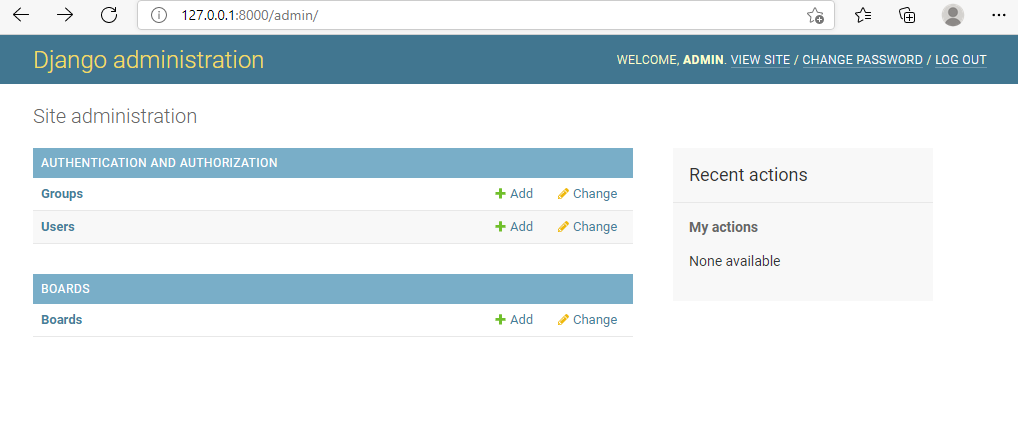 127.0.0.1:8000/admin/
Django administration
WELCOME, ADMIN. VIEW SITE / CHANGE PASSWORD / LOG OUT
Site administration
AUTHENTICATION AND AUTHORIZATION
Groups Add Change
Users Add Change
BOARDS
Boards Add Change
Recent actions
My actions
None available